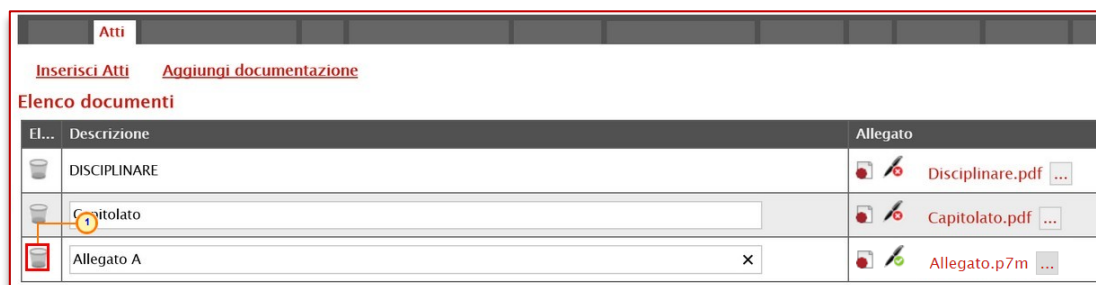 Atti
Inserisci Atti Aggiungi documentazione
Elenco documenti
El... Descrizione Allegato
DISCIPLINARE Disciplinare.pdf ...
Capitolato Capitolato.pdf ...
1
Allegato A × Allegato.p7m ...